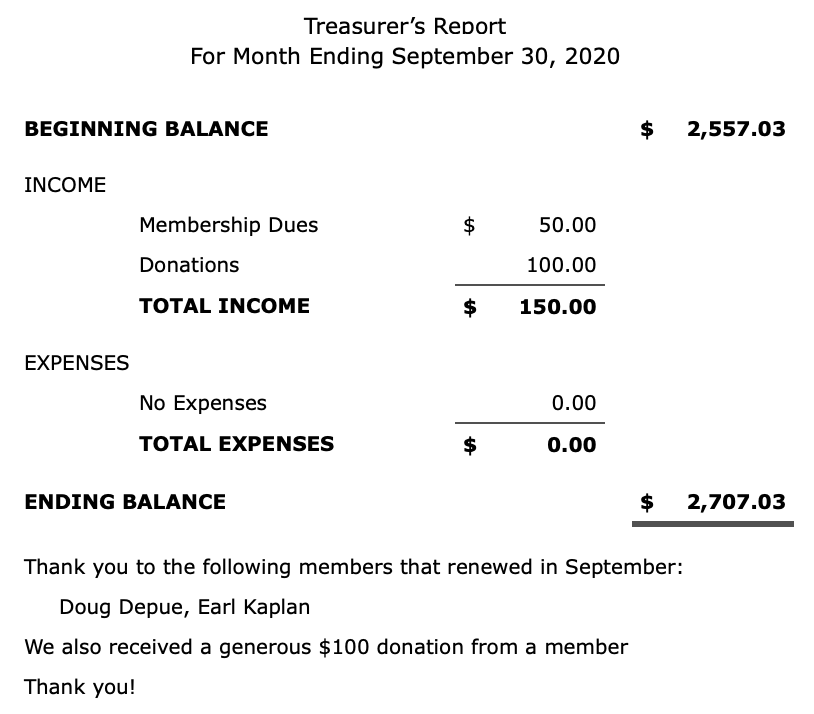 Treasurer's Report
For Month Ending September 30, 2020
BEGINNING BALANCE $ 2,557.03
INCOME
Membership Dues $ 50.00
Donations 100.00
TOTAL INCOME $ 150.00
EXPENSES
No Expenses 0.00
TOTAL EXPENSES $ 0.00
ENDING BALANCE $ 2,707.03
Thank you to the following members that renewed in September:
Doug Depue, Earl Kaplan
We also received a generous $100 donation from a member
Thank you!